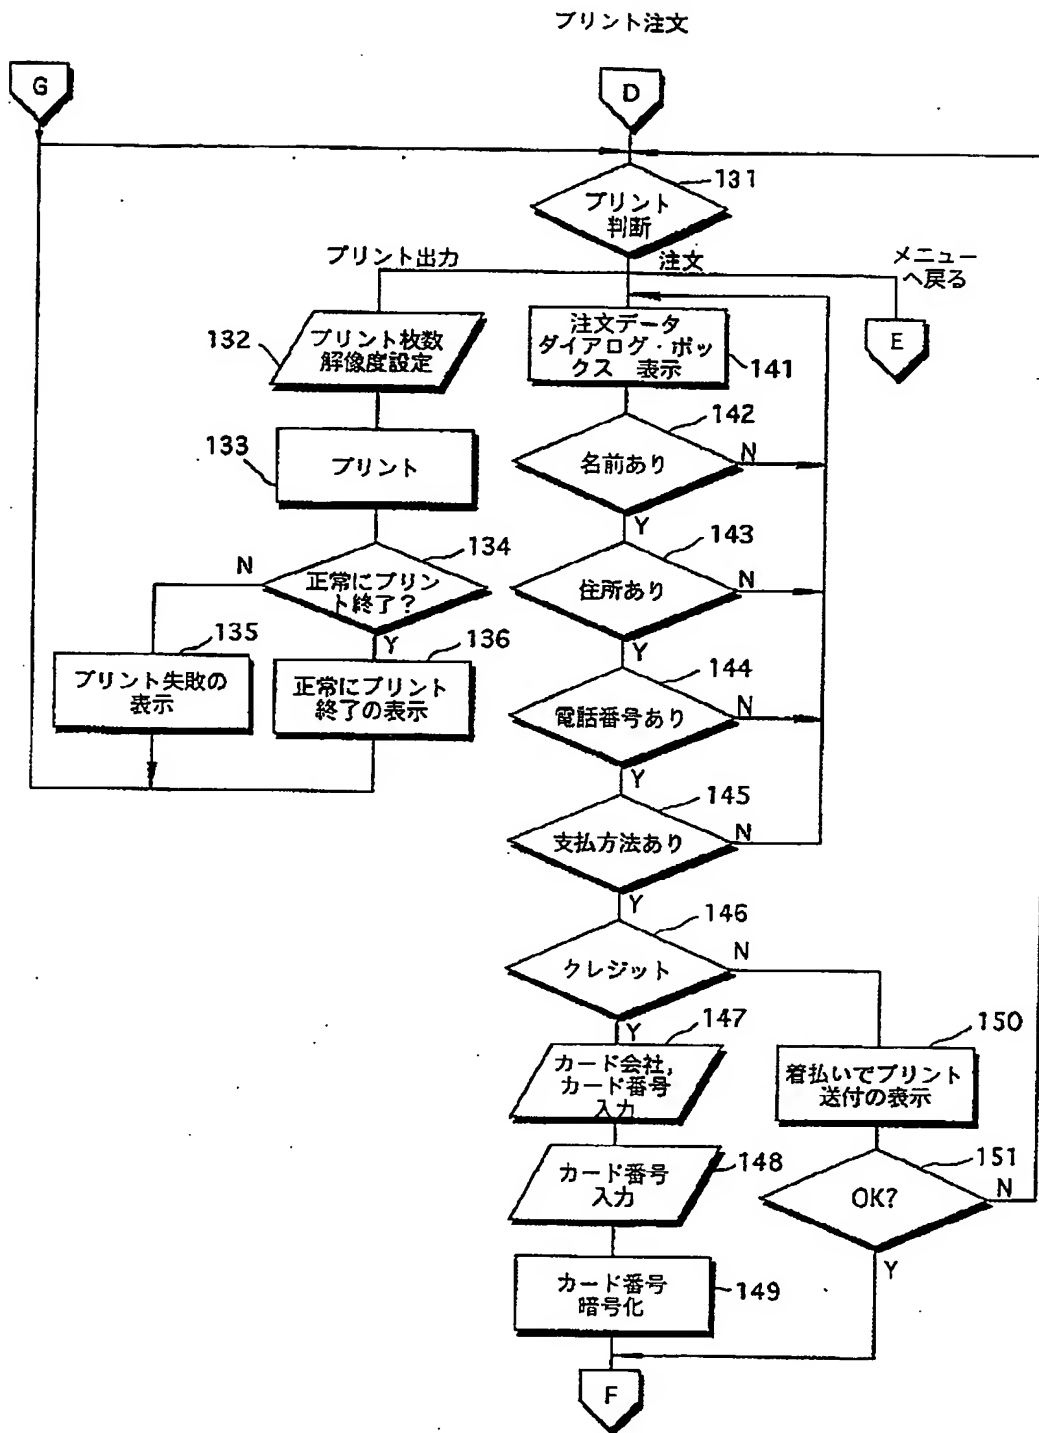 プリント注文
G
D
131
プリント
判断
プリント出力
注文
メニュー
へ戻る
E
132
プリント枚数
解像度設定
133
プリント
134
正常にプリン
ト終了？
N
Y
135
プリント失敗の
表示
136
正常にプリント
終了の表示
注文データ
ダイアログ・ボッ
クス 表示
141
142
名前あり
N
Y
143
住所あり
N
Y
144
電話番号あり
N
Y
145
支払方法あり
N
Y
146
クレジット
N
Y
147
カード会社,
カード番号
入力
148
カード番号
入力
カード番号
暗号化
149
150
着払いでプリント
送付の表示
151
OK?
N
Y
F